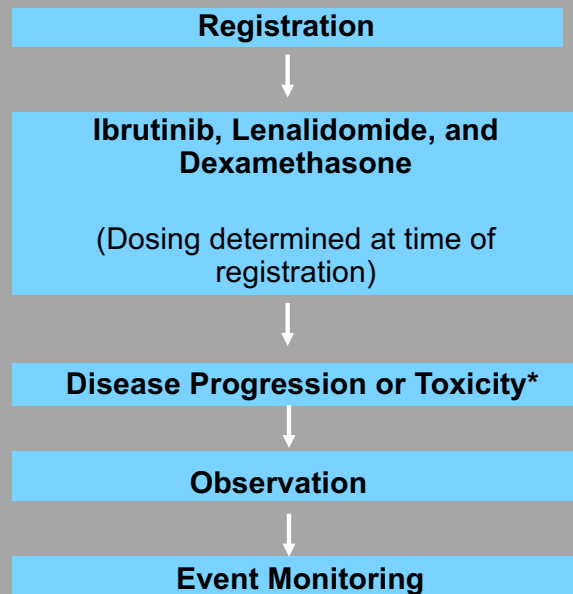 Registration
Ibrutinib, Lenalidomide, and
Dexamethasone
(Dosing determined at time of
registration)
Disease Progression or Toxicity*
Observation
Event Monitoring